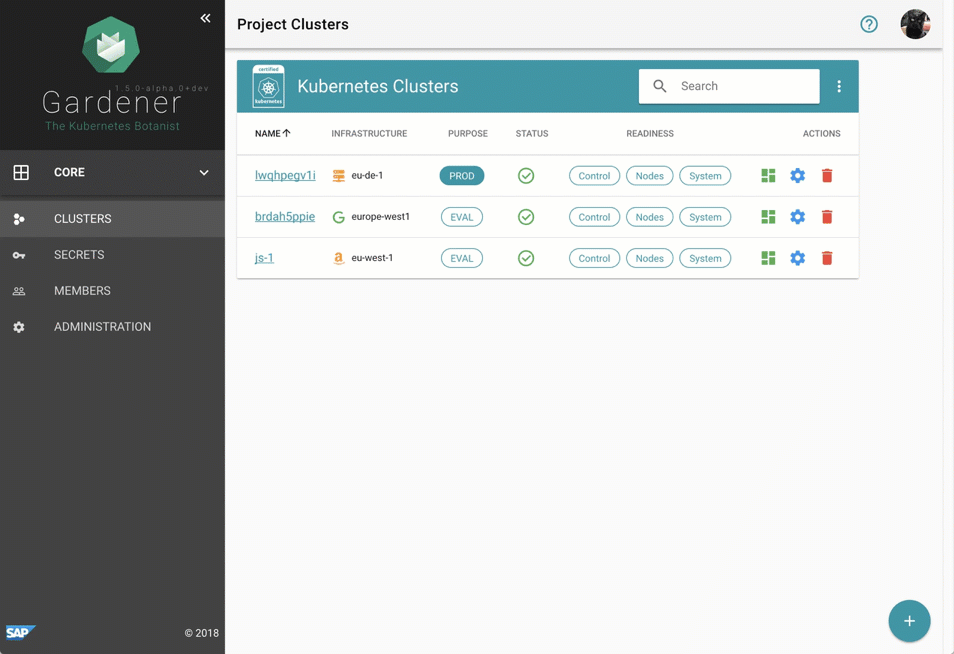 Project Clusters
1.5.0-alpha.0+dev
Gardener
The Kubernetes Botanist
CORE
CLUSTERS
SECRETS
MEMBERS
ADMINISTRATION
SAP
© 2018
certified
kubernetes
Kubernetes Clusters
Search
NAME INFRASTRUCTURE PURPOSE STATUS READINESS ACTIONS
lwqhpegv1i eu-de-1 PROD Control Nodes System
brdah5ppie europe-west1 EVAL Control Nodes System
js-1 eu-west-1 EVAL Control Nodes System